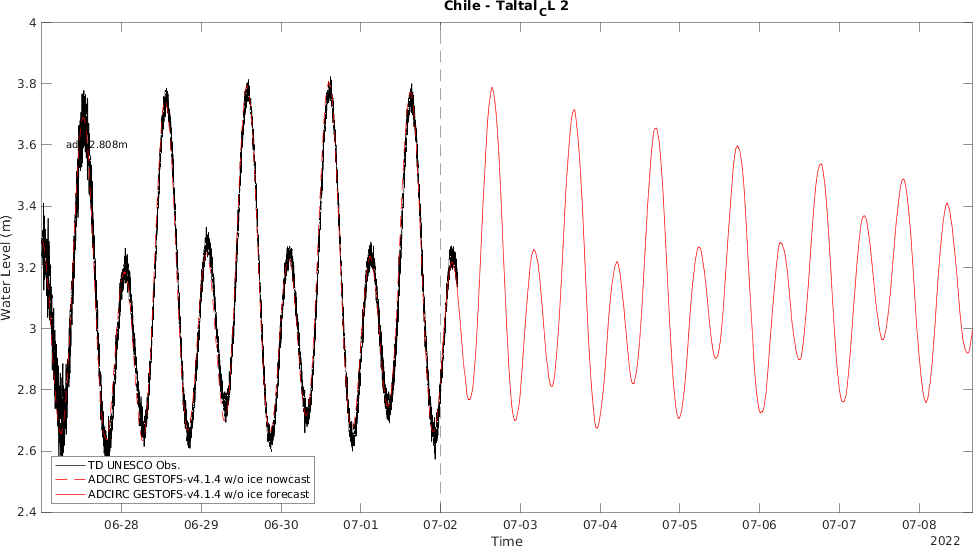 Chile - Taltal_CL 2
4
3.8
3.6
3.4
3.2
3
2.8
2.6
2.4
Water Level (m)
2.808m
TD UNESCO Obs.
ADCIRC GESTOFS-v4.1.4 w/o ice nowcast
ADCIRC GESTOFS-v4.1.4 w/o ice forecast
06-28 06-29 06-30 07-01 07-02 07-03 07-04 07-05 07-06 07-07 07-08
Time
2022